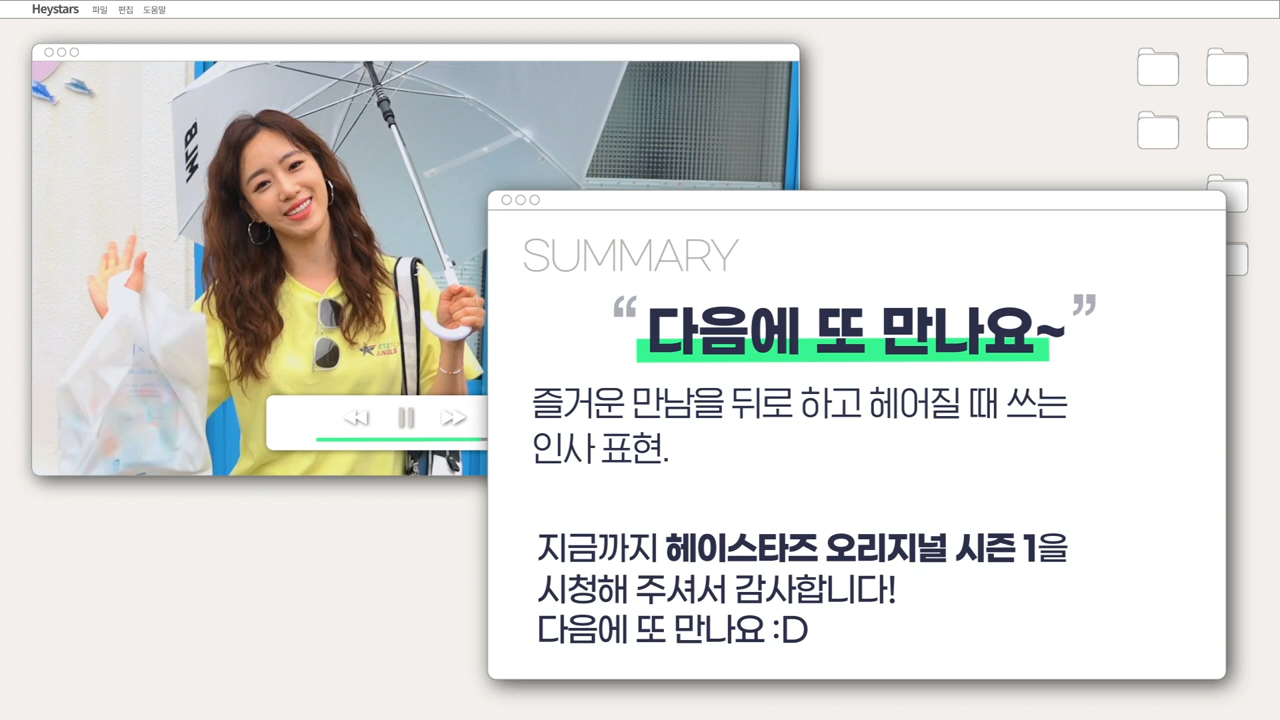 Heystars 파일 편집 도움말
SUMMARY
“다음에 또 만나요~”
즐거운 만남을 뒤로 하고 헤어질 때 쓰는
인사 표현.
지금까지 헤이스타즈 오리지널 시즌 1을
시청해 주셔서 감사합니다!
다음에 또 만나요 :D